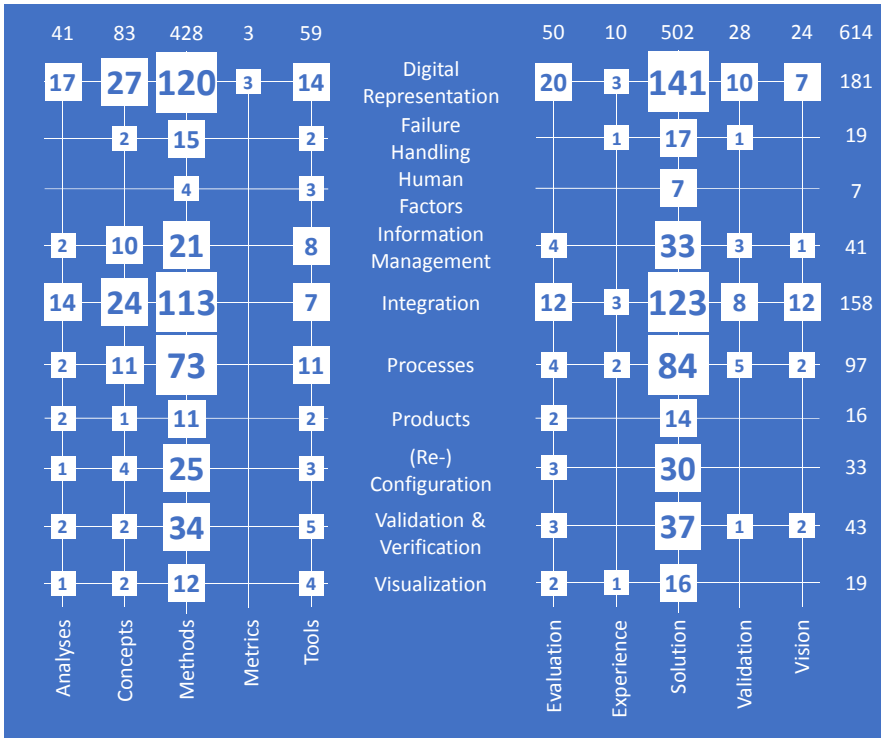 41 83 428 3 59 50 10 502 28 24 614
17 27 120 3 14 Digital 20 3 141 10 7 181
Representation
2 15 2 Failure 1 17 1 19
Handling
4 3 Human 7 7
Factors
2 10 21 8 Information 4 33 3 1 41
Management
14 24 113 7 Integration 12 3 123 8 12 158
2 11 73 11 Processes 4 2 84 5 2 97
2 1 11 2 Products 2 14 16
1 4 25 3 (Re-) 3 30 33
Configuration
2 2 34 5 Validation & 3 37 1 2 43
Verification
1 2 12 4 Visualization 2 1 16 19
Analyses Concepts Methods Metrics Tools Evaluation Experience Solution Validation Vision